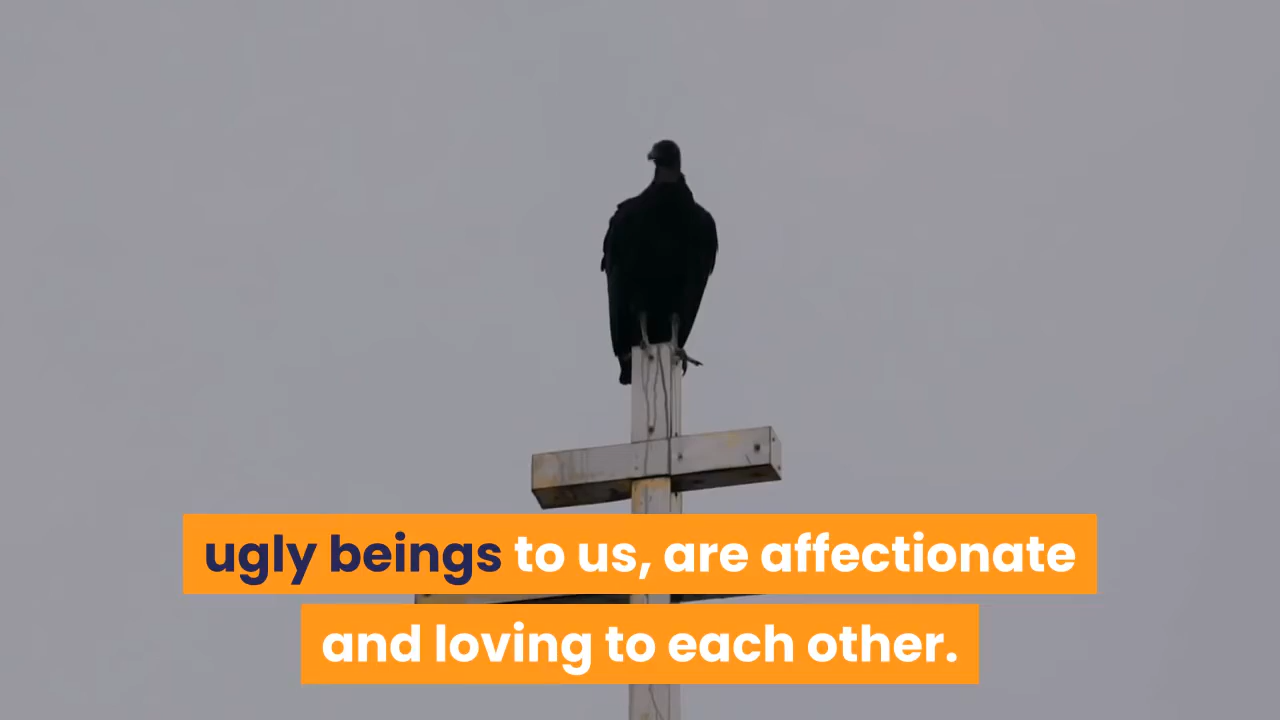 ugly beings to us, are affectionate
and loving to each other.